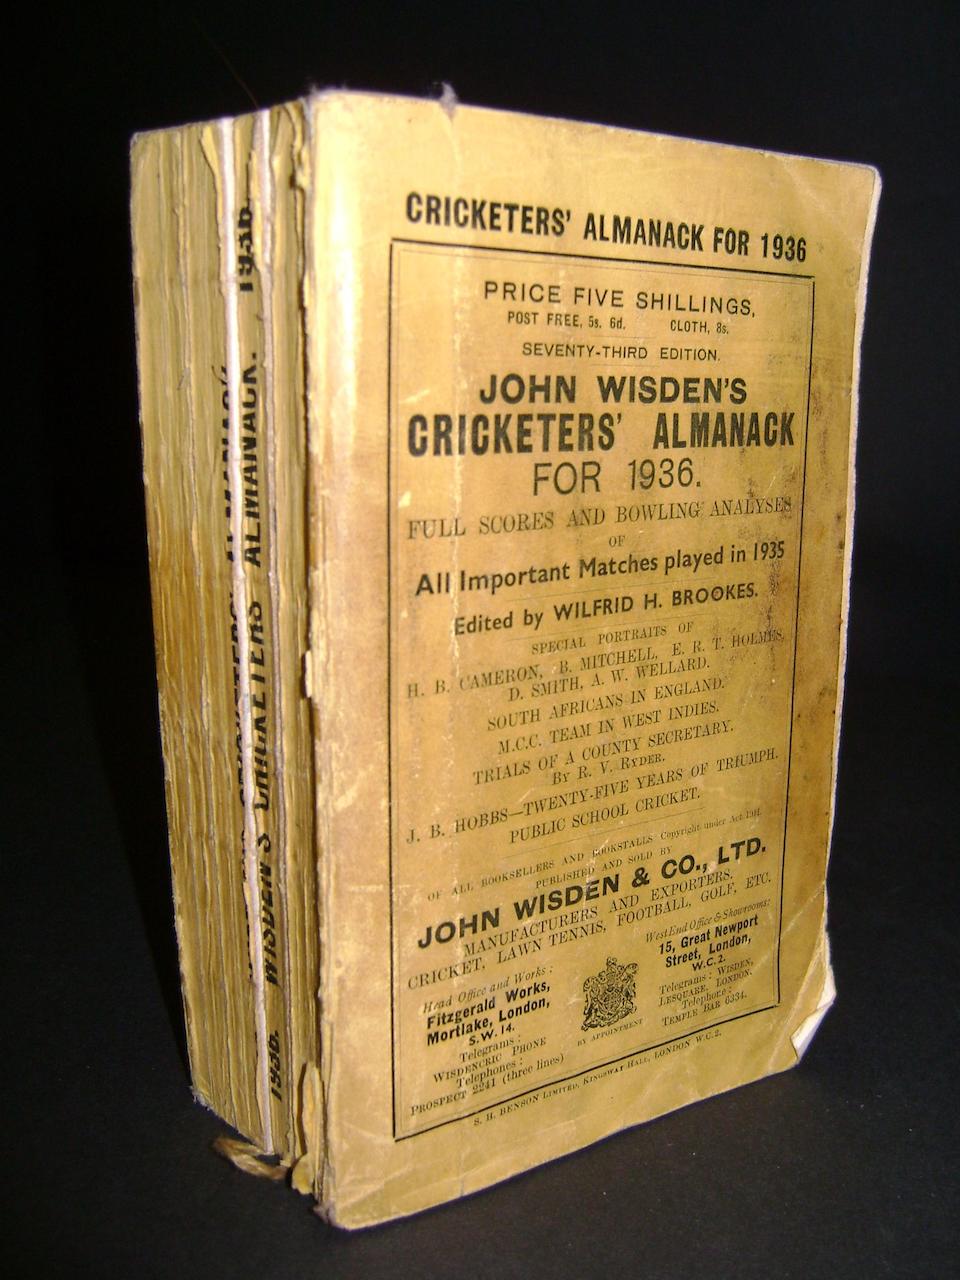 CRICKETERS' ALMANACK FOR 1936
PRICE FIVE SHILLINGS,
POST FREE, 5s. 6d. CLOTH, 8s.
SEVENTY-THIRD EDITION.
JOHN WISDEN'S
CRICKETERS' ALMANACK
FOR 1936.
FULL SCORES AND BOWLING ANALYSES
OF
All Important Matches played in 1935
Edited by WILFRID H. BROOKES.
SPECIAL PORTRAITS OF
H. B. CAMERON, B. MITCHELL, E. R. T. HOLMES,
D. SMITH, A. W. WELLARD.
SOUTH AFRICANS IN ENGLAND.
M.C.C. TEAM IN WEST INDIES.
TRIALS OF A COUNTY SECRETARY.
By R. V. RYDER.
J. B. HOBBS—TWENTY-FIVE YEARS OF TRIUMPH.
PUBLIC SCHOOL CRICKET.
OF ALL BOOKSELLERS AND BOOKSTALLS Copyright under Act 1911.
PUBLISHED AND SOLD BY
JOHN WISDEN & CO., LTD.
MANUFACTURERS AND EXPORTERS.
CRICKET, LAWN TENNIS, FOOTBALL, GOLF, ETC.
Head Office and Works:
Fitzgerald Works,
Mortlake, London,
S.W.14.
Telegrams:
WISDENCRIC PHONE
Telephones:
PROSPECT 2241 (three lines)
BY APPOINTMENT
West End Office & Showrooms:
15, Great Newport
Street, London,
W.C.2.
Telegrams: WISDEN,
LESQUARE, LONDON.
Telephone:
TEMPLE BAR 6334.
S. H. BENSON LIMITED, KINGSWAY HALL, LONDON W.C.2.
1936. WISDEN'S CRICKETERS' ALMANACK. 1936.